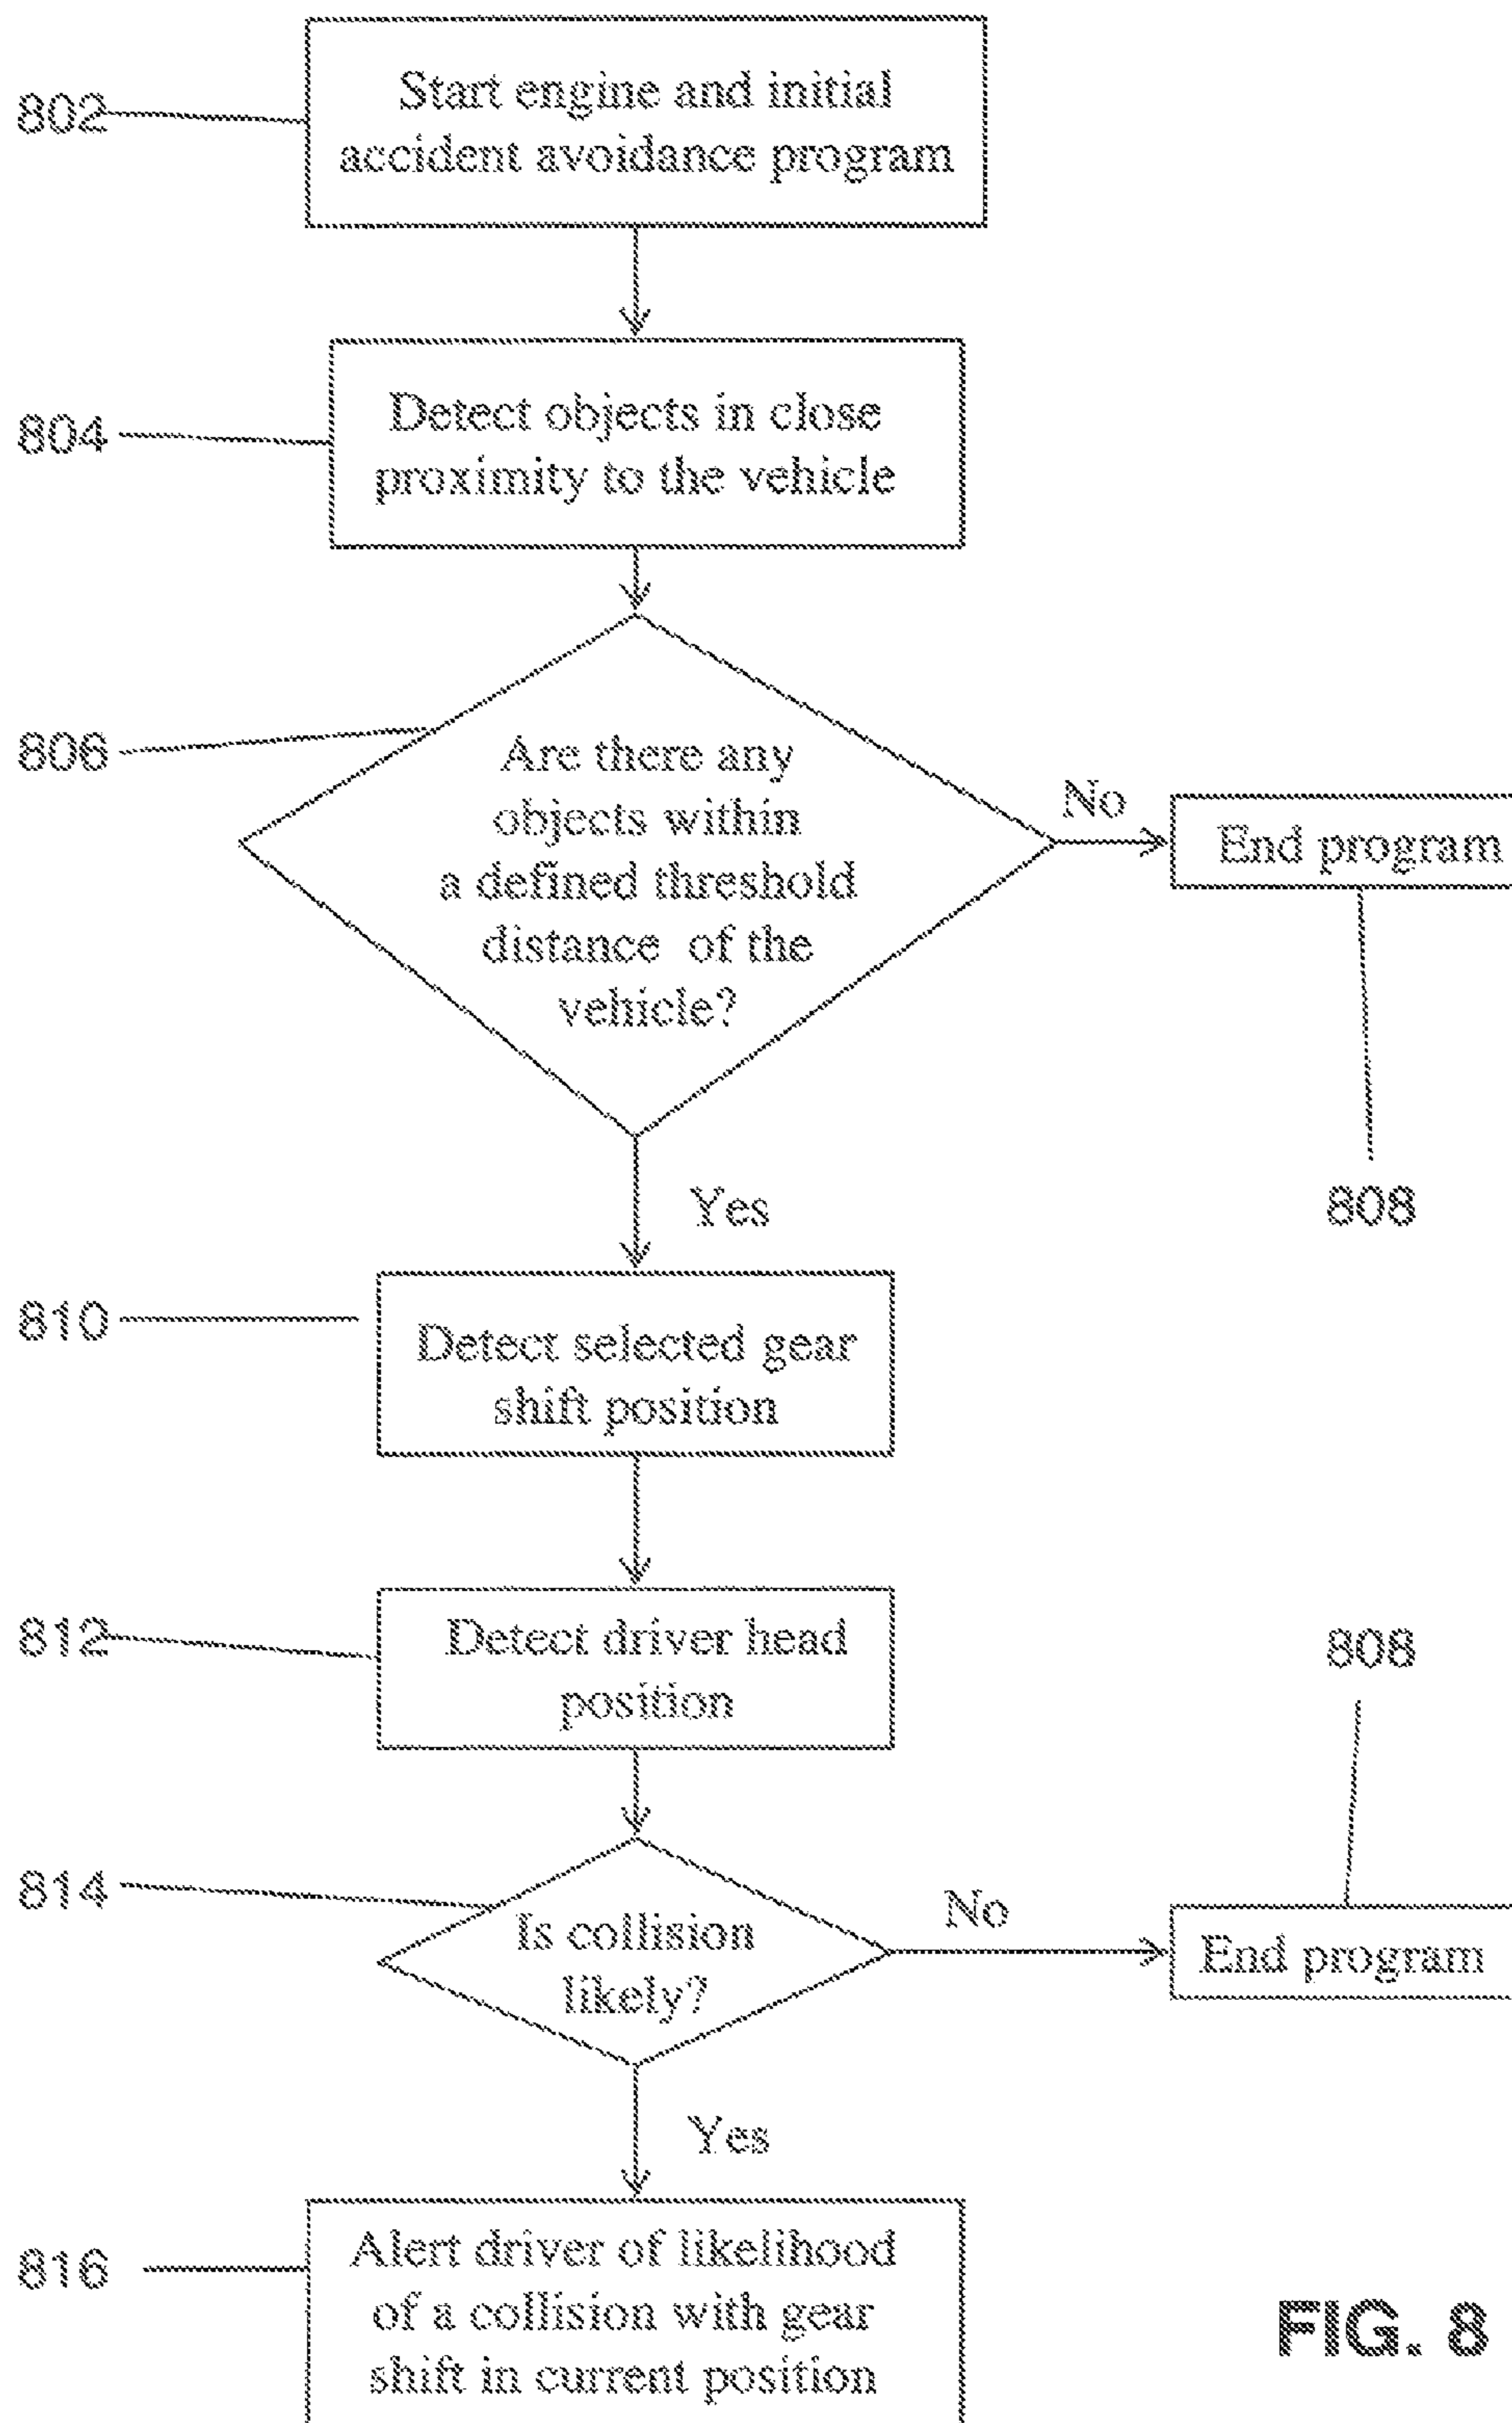 802
Start engine and initial
accident avoidance program
804
Detect objects in close
proximity to the vehicle
806
Are there any
objects within
a defined threshold
distance of the
vehicle?
No
End program
808
Yes
810
Detect selected gear
shift position
812
Detect driver head
position
808
814
Is collision
likely?
No
End program
Yes
816
Alert driver of likelihood
of a collision with gear
shift in current position
FIG. 8